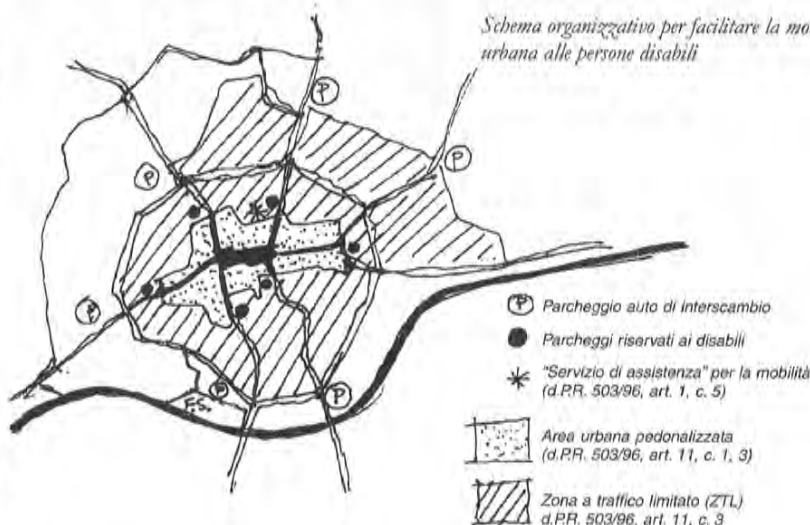 Schema organizzativo per facilitare la mo
urbana alle persone disabili
P
P
P
P
P
P
F.S.
P Parcheggio auto di interscambio
Parcheggi riservati ai disabili
"Servizio di assistenza" per la mobilità
(d.P.R. 503/96, art. 1, c. 5)
Area urbana pedonalizzata
(d.P.R. 503/96, art. 11, c. 1, 3)
Zona a traffico limitato (ZTL)
d.P.R. 503/96, art. 11, c. 3